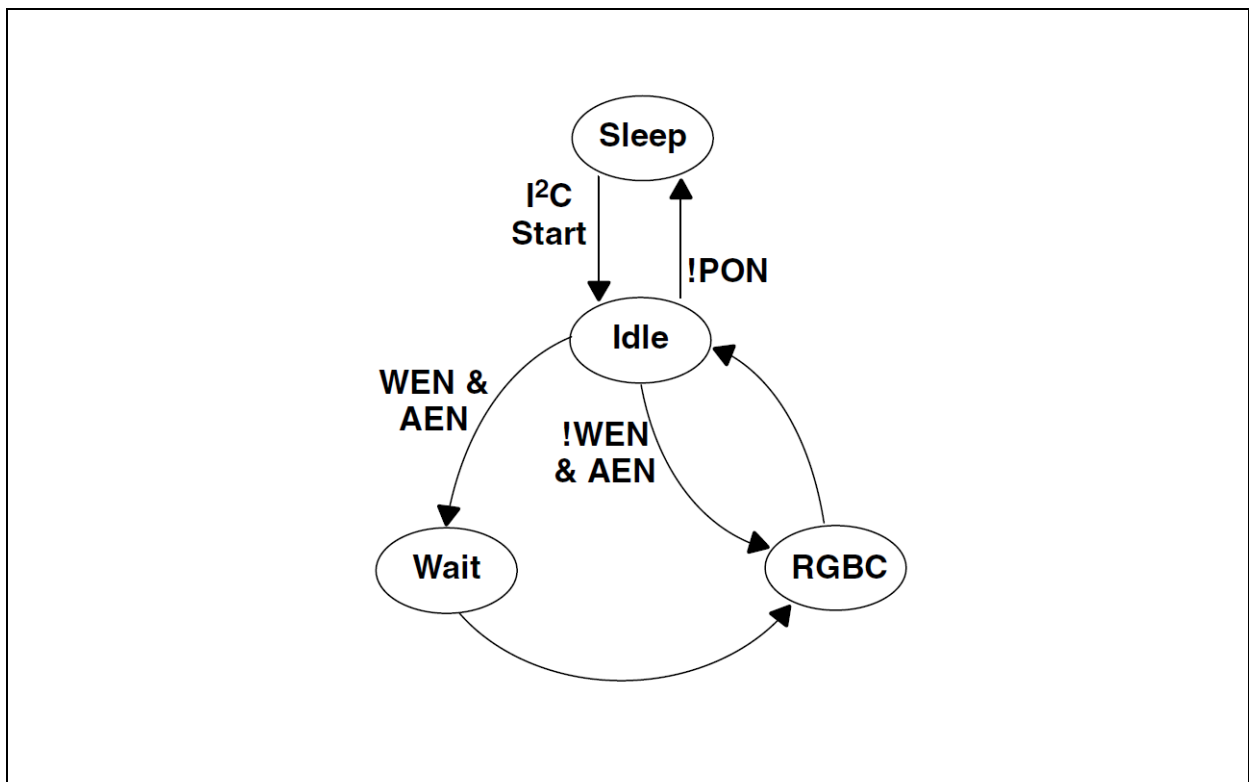 Sleep
I²C
Start
!PON
Idle
WEN &
AEN
!WEN
& AEN
Wait
RGBC